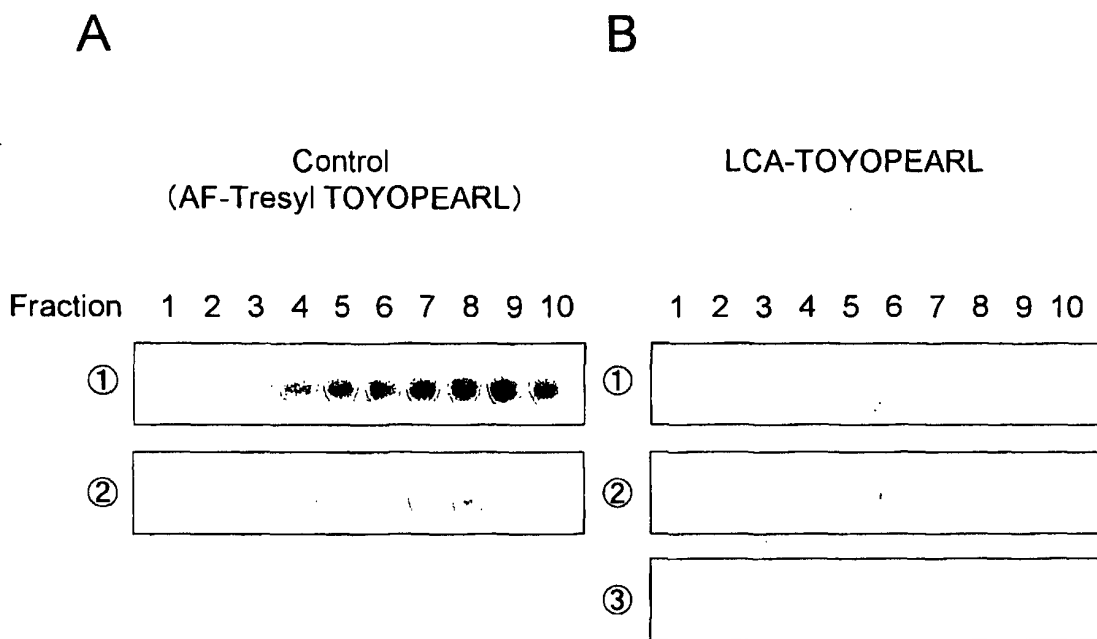 A
B
Control
(AF-Tresyl TOYOPEARL)
LCA-TOYOPEARL
Fraction 1 2 3 4 5 6 7 8 9 10
1 2 3 4 5 6 7 8 9 10
①
①
②
②
③